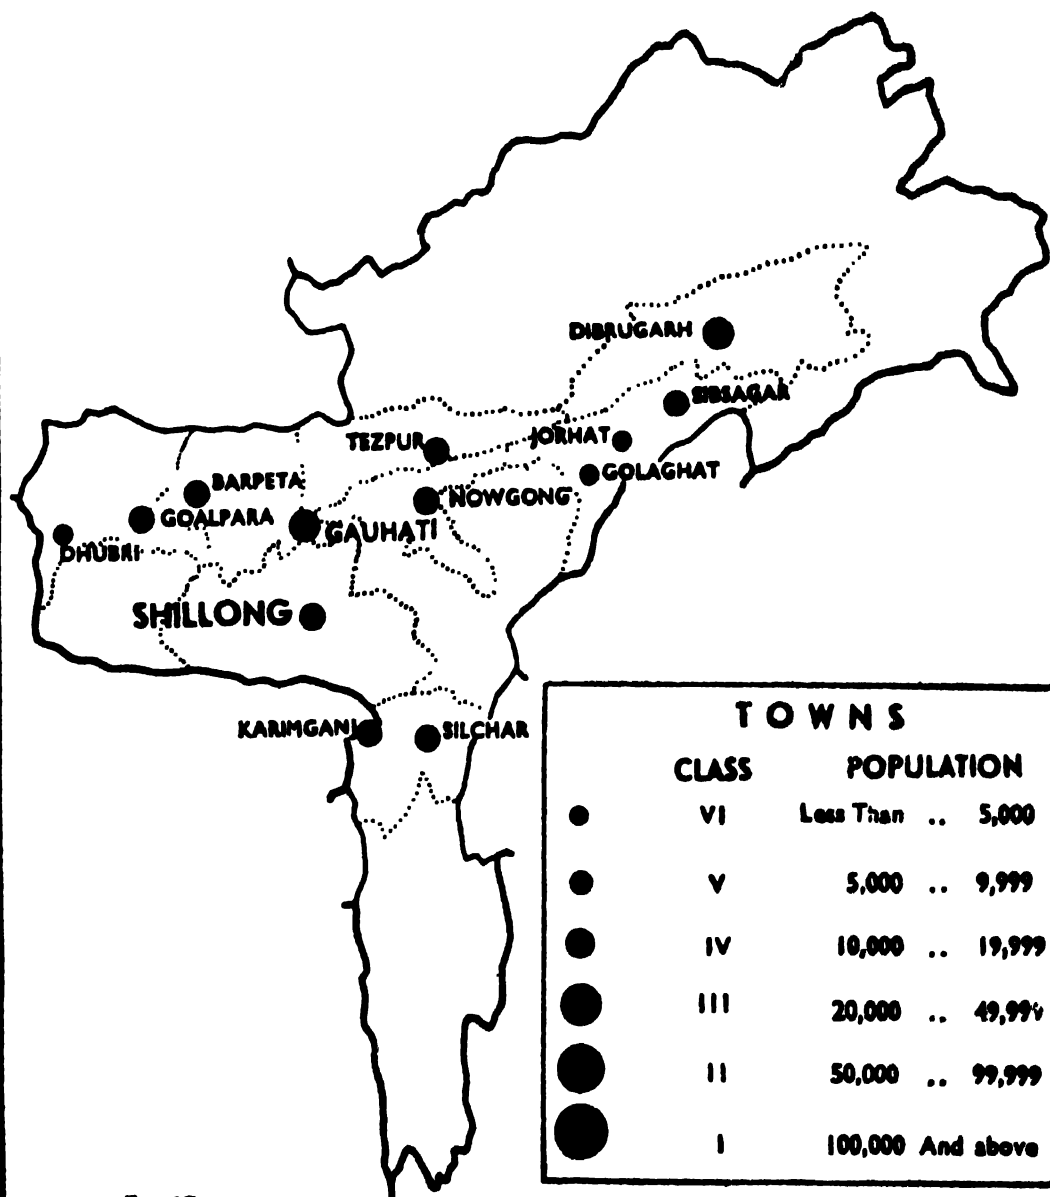 DIBRUGARH
SIBSAGAR
TEZPUR
JORHAT
GOLAGHAT
BARPETA
NOWGONG
GOALPARA
GAUHATI
DHUBRI
SHILLONG
KARIMGANJ
SILCHAR
TOWNS
CLASS POPULATION
VI Less Than .. 5,000
V 5,000 .. 9,999
IV 10,000 .. 19,999
III 20,000 .. 49,999
II 50,000 .. 99,999
I 100,000 And above